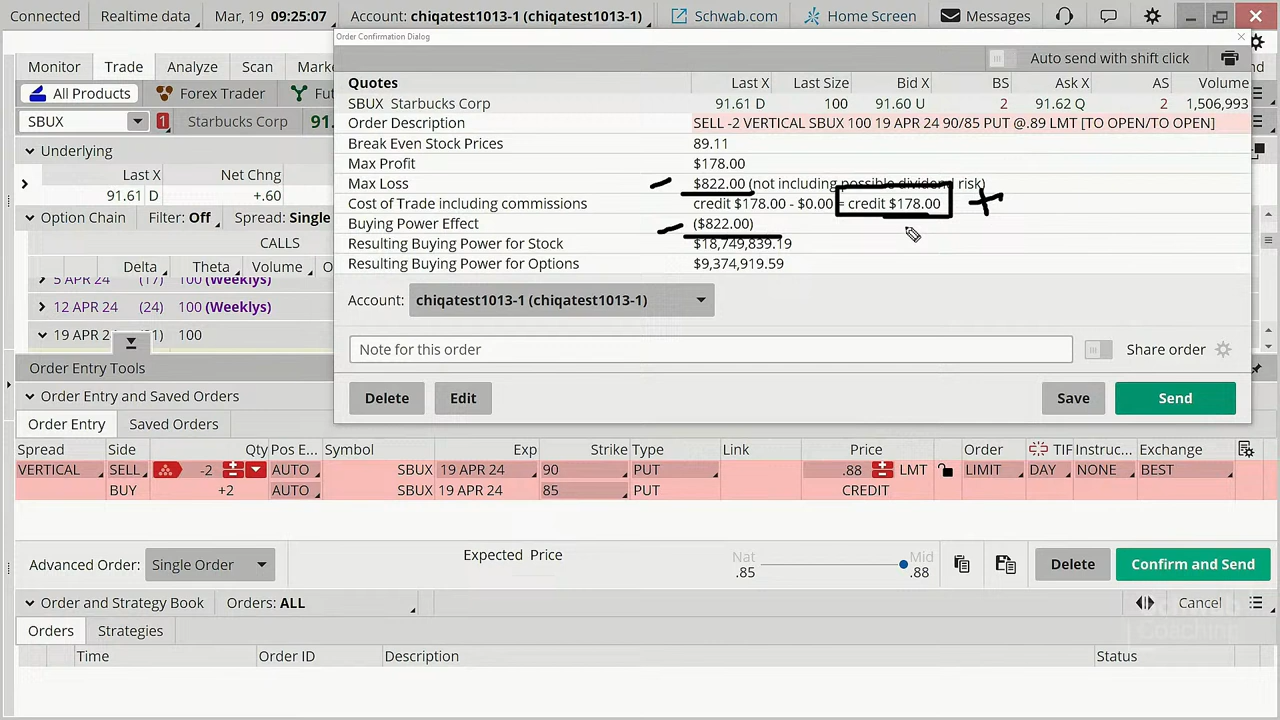 Connected Realtime data Mar, 19 09:25:07 Account: chiqatest1013-1 (chiqatest1013-1) Schwab.com Home Screen Messages
Order Confirmation Dialog
Monitor Trade Analyze Scan
Auto send with shift click
All Products Forex Trader
Quotes Last X Last Size Bid X BS Ask X AS Volume
SBUX Starbucks Corp 91.61 D 100 91.60 U 2 91.62 Q 2 1,506,993
SBUX 1 Starbucks Corp
Order Description SELL -2 VERTICAL SBUX 100 19 APR 24 90/85 PUT @.89 LMT [TO OPEN/TO OPEN]
Break Even Stock Prices 89.11
Underlying
Max Profit $178.00
Last X Net Chng
Max Loss $822.00 (not including possible dividend risk)
91.61 D +.60
Cost of Trade including commissions credit $178.00 - $0.00 = credit $178.00 +
Option Chain Filter: Off Spread: Single
Buying Power Effect ($822.00)
CALLS
Resulting Buying Power for Stock $18,749,839.19
Delta Theta Volume
Resulting Buying Power for Options $9,374,919.59
5 APR 24 (17) 100 (Weeklys)
12 APR 24 (24) 100 (Weeklys)
Account: chiqatest1013-1 (chiqatest1013-1)
19 APR 100
Note for this order Share order
Order Entry Tools
Order Entry and Saved Orders
Delete Edit Save Send
Order Entry Saved Orders
Spread Side Qty Pos E... Symbol Exp Strike Type Link Price Order TIF Instruc... Exchange
VERTICAL SELL -2 AUTO SBUX 19 APR 24 90 PUT .88 LMT LIMIT DAY NONE BEST
BUY +2 AUTO SBUX 19 APR 24 85 PUT CREDIT
Expected Price
Advanced Order: Single Order Nat Mid Delete Confirm and Send
.85 .88
Order and Strategy Book Orders: ALL Cancel
Schwab
Coaching
Orders Strategies
Time Order ID Description Status